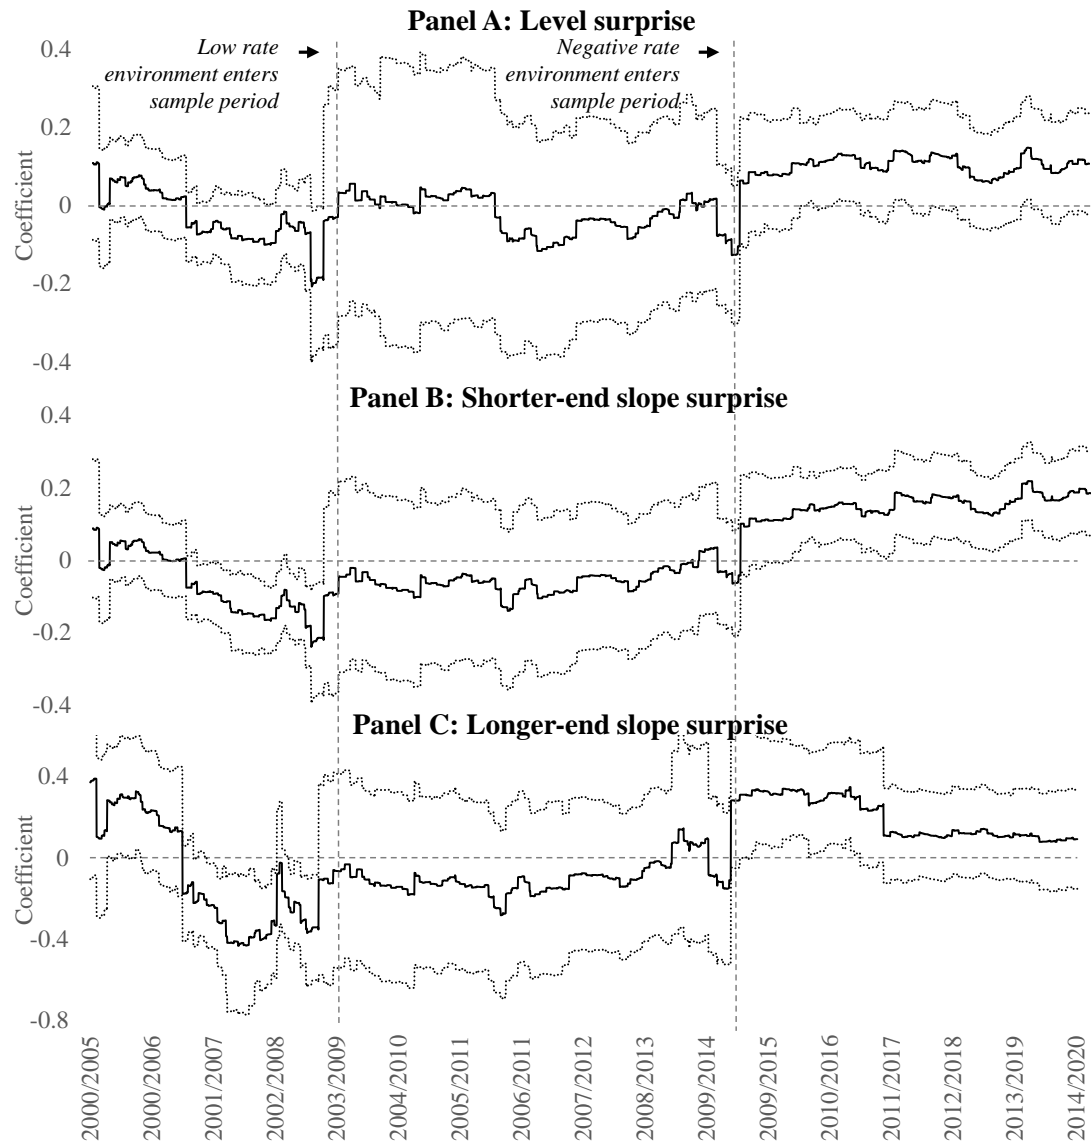 Panel A: Level surprise
Low rate
environment enters
sample period
Negative rate
environment enters
sample period
Coefficient
0.4
0.2
0
-0.2
-0.4
Panel B: Shorter-end slope surprise
Coefficient
0.4
0.2
0
-0.2
-0.4
Panel C: Longer-end slope surprise
Coefficient
0.4
0
-0.4
-0.8
2000/2005
2000/2006
2001/2007
2002/2008
2003/2009
2004/2010
2005/2011
2006/2011
2007/2012
2008/2013
2009/2014
2009/2015
2010/2016
2011/2017
2012/2018
2013/2019
2014/2020